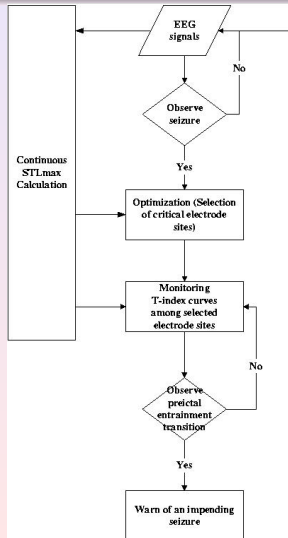 EEG
signals
No
Observe
seizure
Yes
Continuous
STLmax
Calculation
Optimization (Selection
of critical electrode
sites)
Monitoring
T-index curves
among selected
electrode sites
No
Observe
preictal
entrainment
transition
Yes
Warn of an impending
seizure